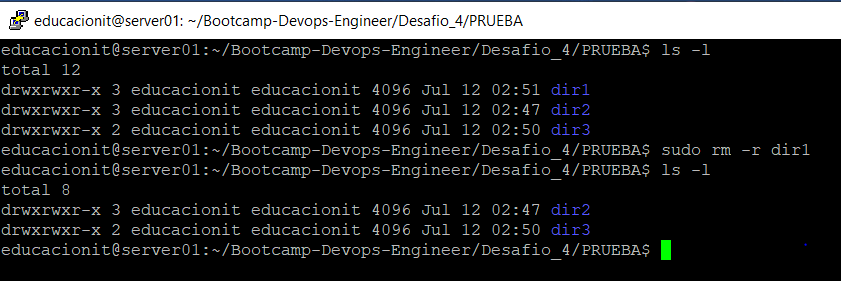 educacionit@server01: ~/Bootcamp-Devops-Engineer/Desafio_4/PRUEBA
educacionit@server01:~/Bootcamp-Devops-Engineer/Desafio_4/PRUEBA$ ls -l
total 12
drwxrwxr-x 3 educacionit educacionit 4096 Jul 12 02:51 dir1
drwxrwxr-x 3 educacionit educacionit 4096 Jul 12 02:47 dir2
drwxrwxr-x 2 educacionit educacionit 4096 Jul 12 02:50 dir3
educacionit@server01:~/Bootcamp-Devops-Engineer/Desafio_4/PRUEBA$ sudo rm -r dir1
educacionit@server01:~/Bootcamp-Devops-Engineer/Desafio_4/PRUEBA$ ls -l
total 8
drwxrwxr-x 3 educacionit educacionit 4096 Jul 12 02:47 dir2
drwxrwxr-x 2 educacionit educacionit 4096 Jul 12 02:50 dir3
educacionit@server01:~/Bootcamp-Devops-Engineer/Desafio_4/PRUEBA$